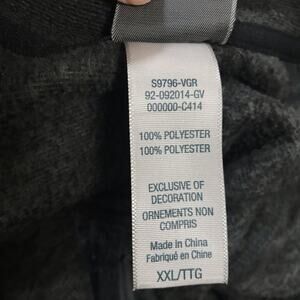 S9796-VGR
92-092014-GV
000000-C414
100% POLYESTER
100% POLYESTER
EXCLUSIVE OF
DECORATION
ORNEMENTS NON
COMPRIS
Made in China
Fabriqué en Chine
XXL/TTG